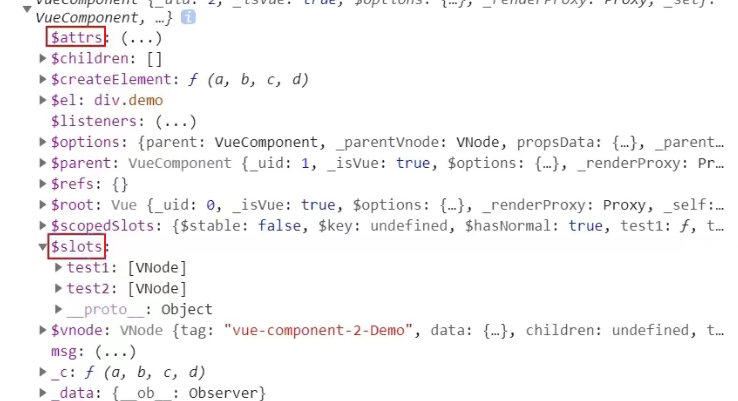 VueComponent {_uid: 2, _isVue: true, $options: {…}, _renderProxy: Proxy, _self:
VueComponent, …}
$attrs: (...)
$children: []
$createElement: ƒ (a, b, c, d)
$el: div.demo
$listeners: (...)
$options: {parent: VueComponent, _parentVnode: VNode, propsData: {…}, _parent…
$parent: VueComponent {_uid: 1, _isVue: true, $options: {…}, _renderProxy: Pr…
$refs: {}
$root: Vue {_uid: 0, _isVue: true, $options: {…}, _renderProxy: Proxy, _self:…
$scopedSlots: {$stable: false, $key: undefined, $hasNormal: true, test1: ƒ, t…
$slots:
test1: [VNode]
test2: [VNode]
__proto__: Object
$vnode: VNode {tag: "vue-component-2-Demo", data: {…}, children: undefined, t…
msg: (...)
_c: ƒ (a, b, c, d)
_data: {__ob__: Observer}